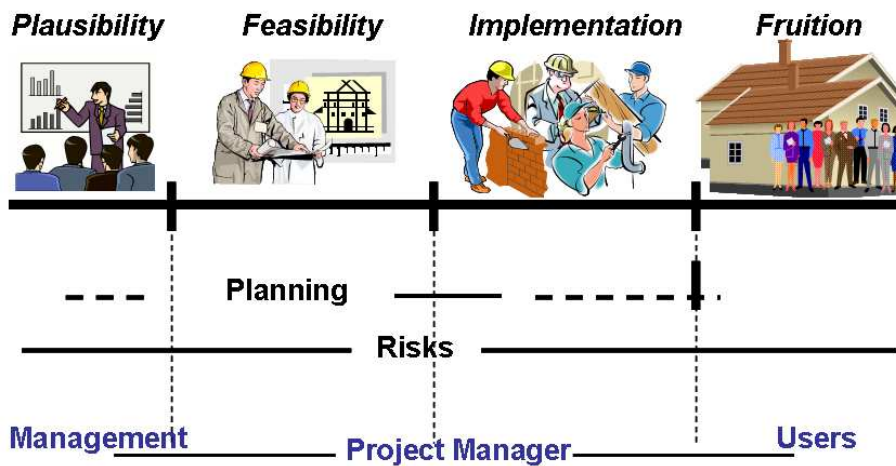 Plausibility Feasibility Implementation Fruition
Planning
Risks
Management Project Manager Users